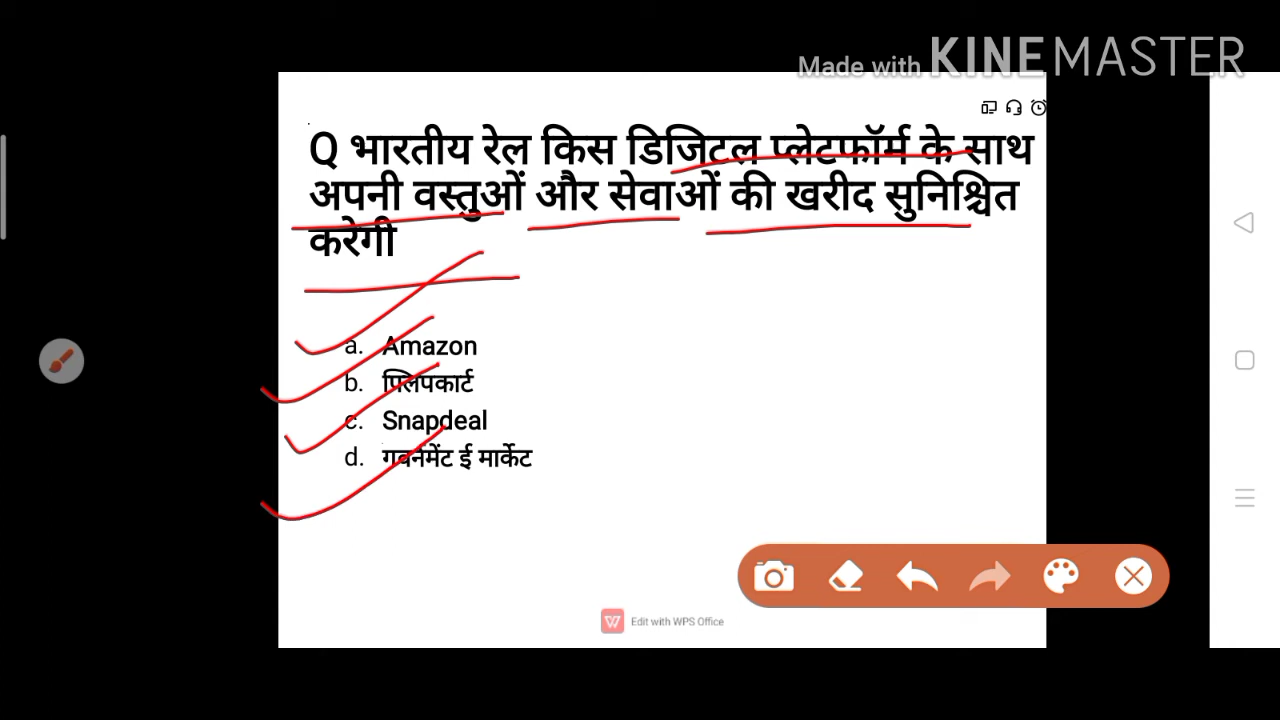 Made with KINEMASTER
Q भारतीय रेल किस डिजिटल प्लेटफॉर्म के साथ
अपनी वस्तुओं और सेवाओं की खरीद सुनिश्चित
करेगी
a. Amazon
b. फ्लिपकार्ट
c. Snapdeal
d. गवर्नमेंट ई मार्केट
Edit with WPS Office